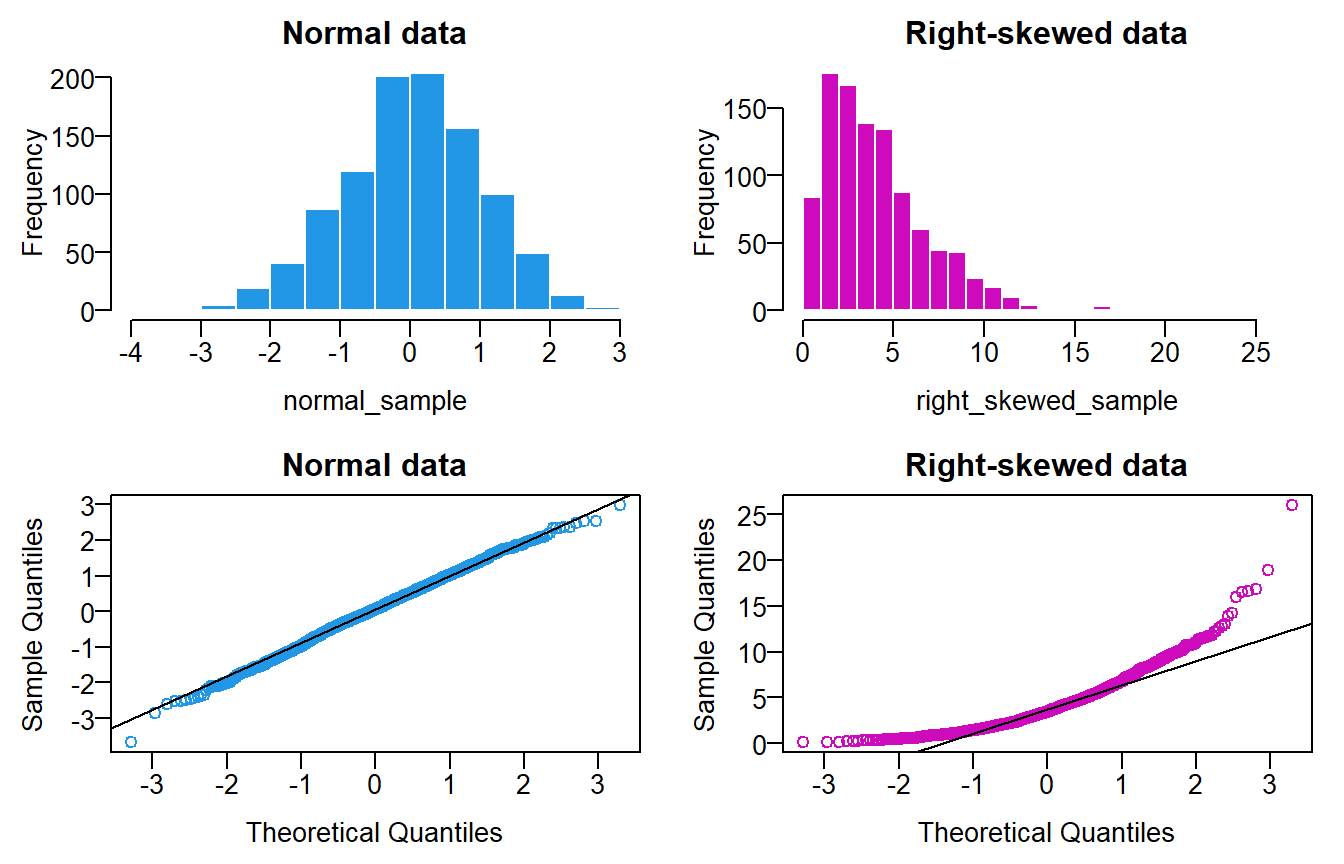 Normal data
Frequency
200
150
100
50
0
-4 -3 -2 -1 0 1 2 3
normal_sample
Right-skewed data
Frequency
150
100
50
0
0 5 10 15 20 25
right_skewed_sample
Normal data
Sample Quantiles
3
2
1
0
-1
-2
-3
-3 -2 -1 0 1 2 3
Theoretical Quantiles
Right-skewed data
Sample Quantiles
25
20
15
10
5
0
-3 -2 -1 0 1 2 3
Theoretical Quantiles